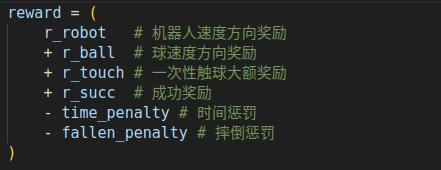 reward = (
    r_robot   # 机器人速度方向奖励
    + r_ball  # 球速度方向奖励
    + r_touch # 一次性触球大额奖励
    + r_succ  # 成功奖励
    - time_penalty # 时间惩罚
    - fallen_penalty # 摔倒惩罚
)